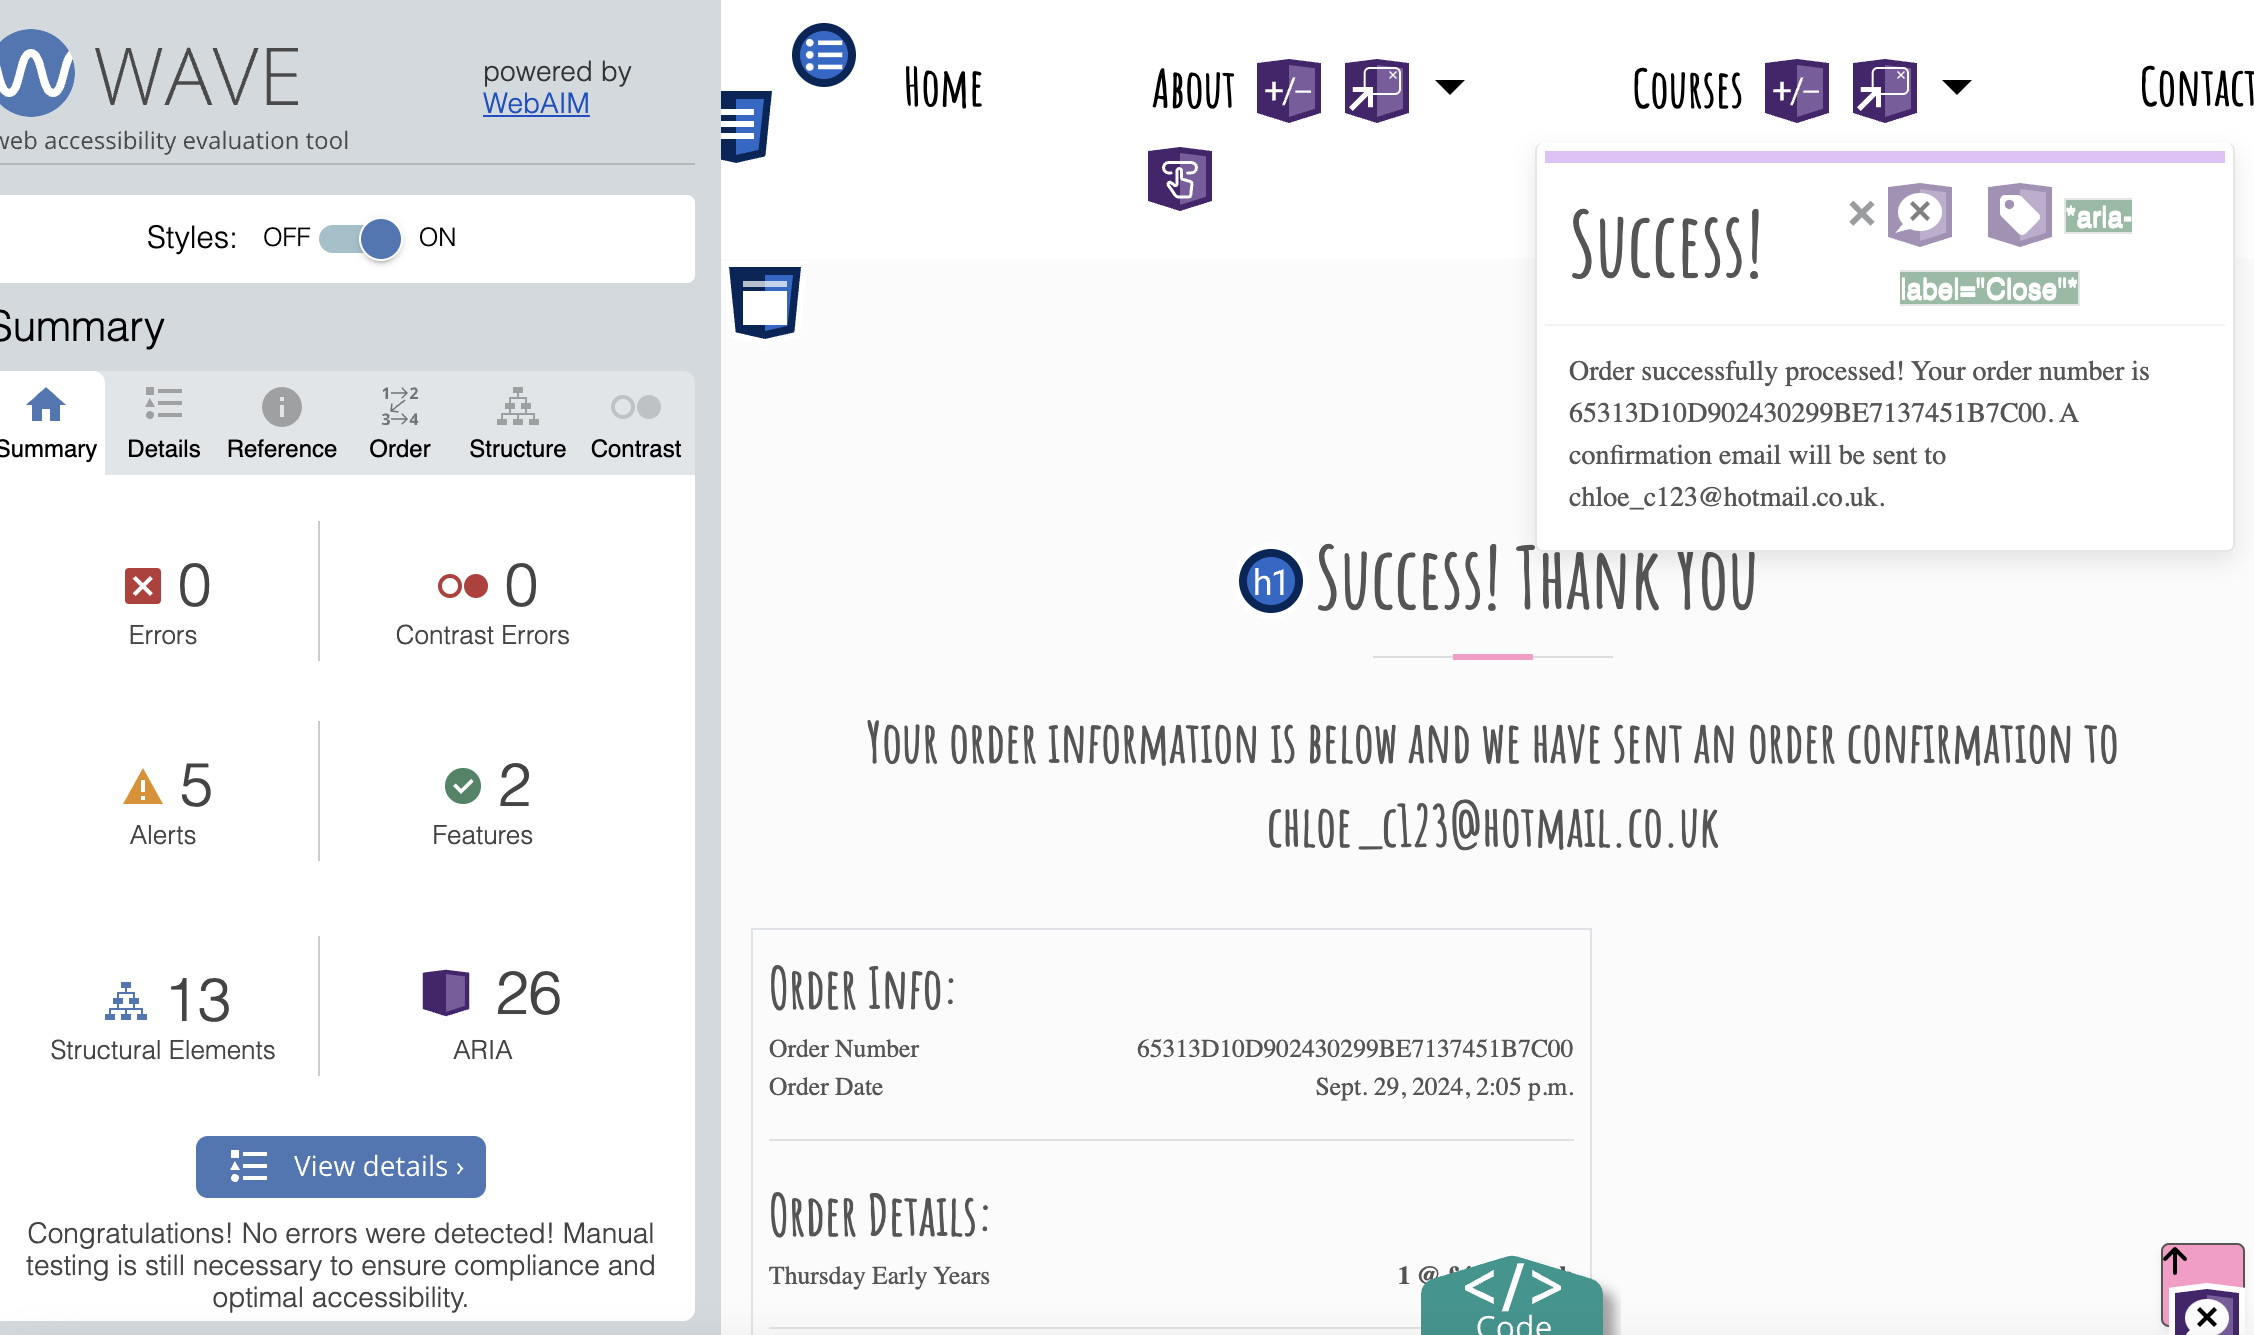 WAVE
powered by
WebAIM
web accessibility evaluation tool
Styles: OFF ON
Summary
Summary Details Reference Order Structure Contrast
0
Errors
0
Contrast Errors
5
Alerts
2
Features
13
Structural Elements
26
ARIA
View details ›
Congratulations! No errors were detected! Manual
testing is still necessary to ensure compliance and
optimal accessibility.
Home About +/− Courses +/− Contact
Success!
*aria-
label="Close"*
Order successfully processed! Your order number is
65313D10D902430299BE7137451B7C00. A
confirmation email will be sent to
chloe_c123@hotmail.co.uk.
h1 Success! Thank You
Your order information is below and we have sent an order confirmation to
chloe_c123@hotmail.co.uk
Order Info:
Order Number 65313D10D902430299BE7137451B7C00
Order Date Sept. 29, 2024, 2:05 p.m.
Order Details:
Thursday Early Years 1 @
</> Code